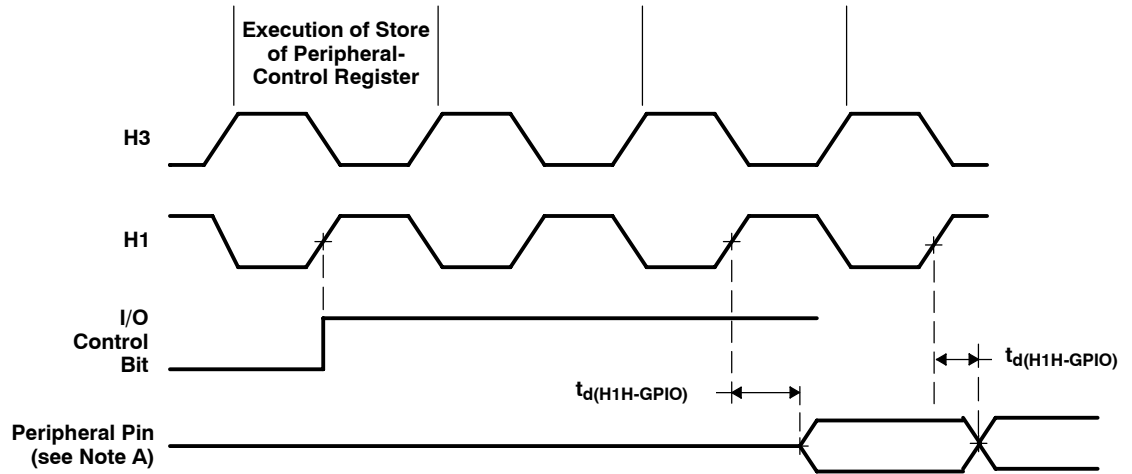 Execution of Store
of Peripheral-
Control Register
H3
H1
I/O
Control
Bit
td(H1H-GPIO)
td(H1H-GPIO)
Peripheral Pin
(see Note A)